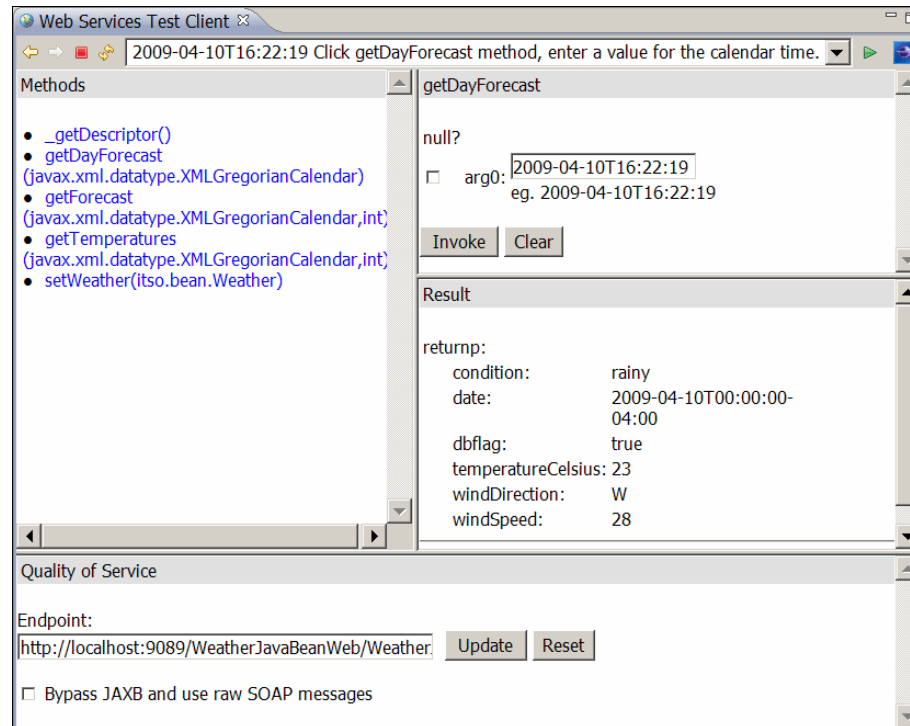 Web Services Test Client
2009-04-10T16:22:19 Click getDayForecast method, enter a value for the calendar time.
Methods
• _getDescriptor()
• getDayForecast
(javax.xml.datatype.XMLGregorianCalendar)
• getForecast
(javax.xml.datatype.XMLGregorianCalendar,int)
• getTemperatures
(javax.xml.datatype.XMLGregorianCalendar,int)
• setWeather(itso.bean.Weather)
getDayForecast
null?
arg0: 2009-04-10T16:22:19
eg. 2009-04-10T16:22:19
Invoke Clear
Result
returnp:
condition: rainy
date: 2009-04-10T00:00:00-
04:00
dbflag: true
temperatureCelsius: 23
windDirection: W
windSpeed: 28
Quality of Service
Endpoint:
http://localhost:9089/WeatherJavaBeanWeb/Weather. Update Reset
Bypass JAXB and use raw SOAP messages